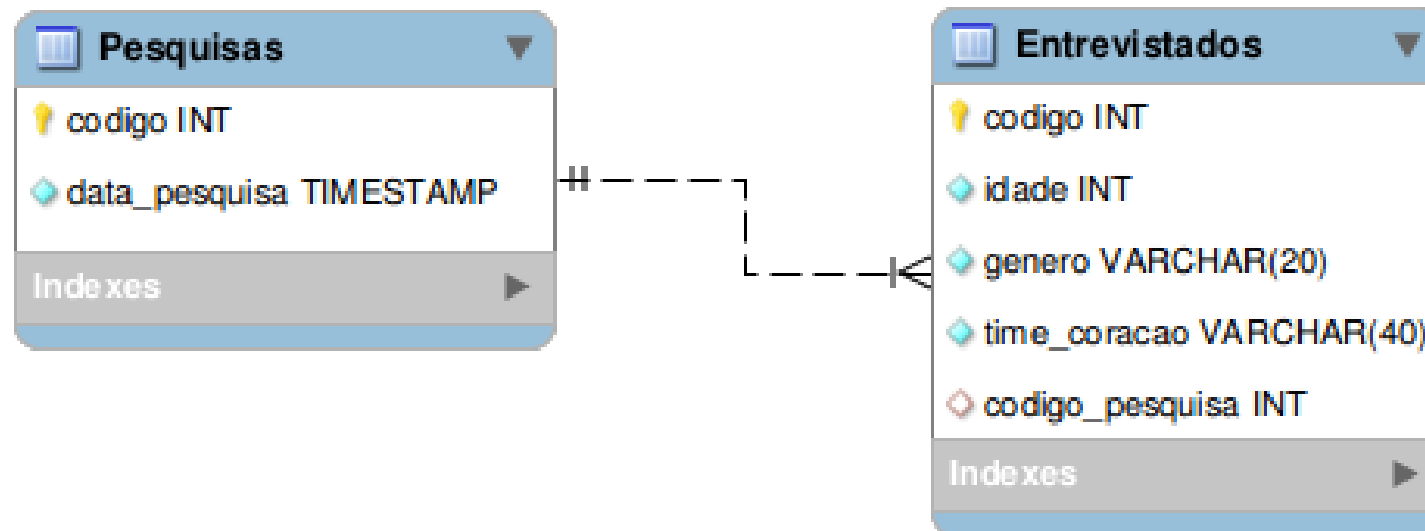 Pesquisas
codigo INT
data_pesquisa TIMESTAMP
Indexes
Entrevistados
codigo INT
idade INT
genero VARCHAR(20)
time_coracao VARCHAR(40)
codigo_pesquisa INT
Indexes